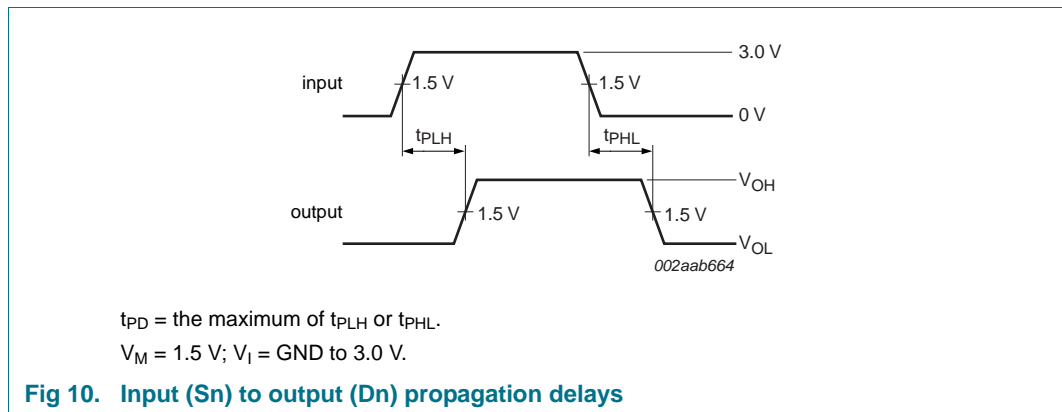 3.0 V
input
1.5 V
1.5 V
0 V
tPLH
tPHL
VOH
output
1.5 V
1.5 V
VOL
002aab664
tPD = the maximum of tPLH or tPHL.
VM = 1.5 V; VI = GND to 3.0 V.
Fig 10. Input (Sn) to output (Dn) propagation delays